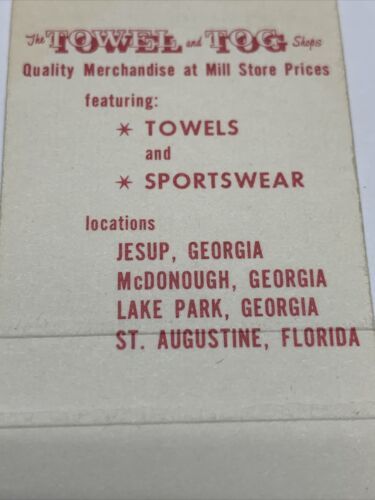 The TOWEL and TOG Shops
Quality Merchandise at Mill Store Prices
featuring:
* TOWELS
and
* SPORTSWEAR
locations
JESUP, GEORGIA
McDONOUGH, GEORGIA
LAKE PARK, GEORGIA
ST. AUGUSTINE, FLORIDA